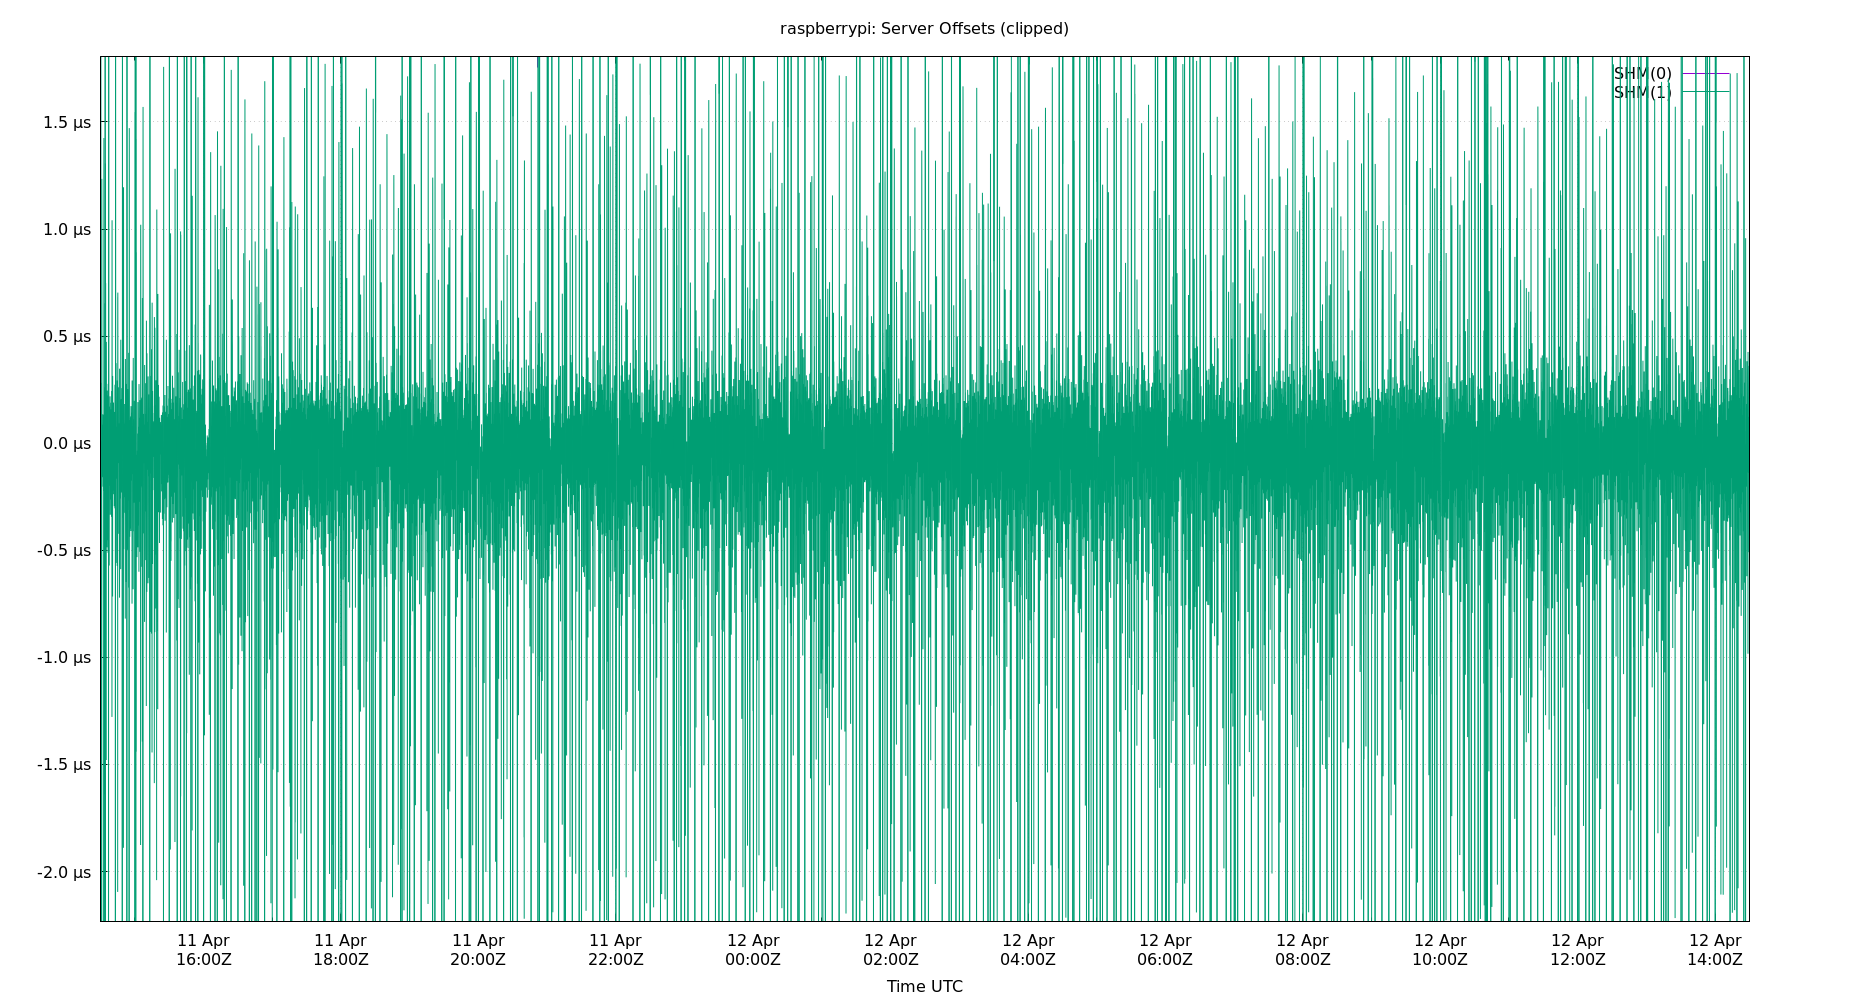 raspberrypi: Server Offsets (clipped)
SHM(0)
SHM(1)
1.5 µs
1.0 µs
0.5 µs
0.0 µs
-0.5 µs
-1.0 µs
-1.5 µs
-2.0 µs
11 Apr 11 Apr 11 Apr 11 Apr 12 Apr 12 Apr 12 Apr 12 Apr 12 Apr 12 Apr 12 Apr 12 Apr
16:00Z 18:00Z 20:00Z 22:00Z 00:00Z 02:00Z 04:00Z 06:00Z 08:00Z 10:00Z 12:00Z 14:00Z
Time UTC